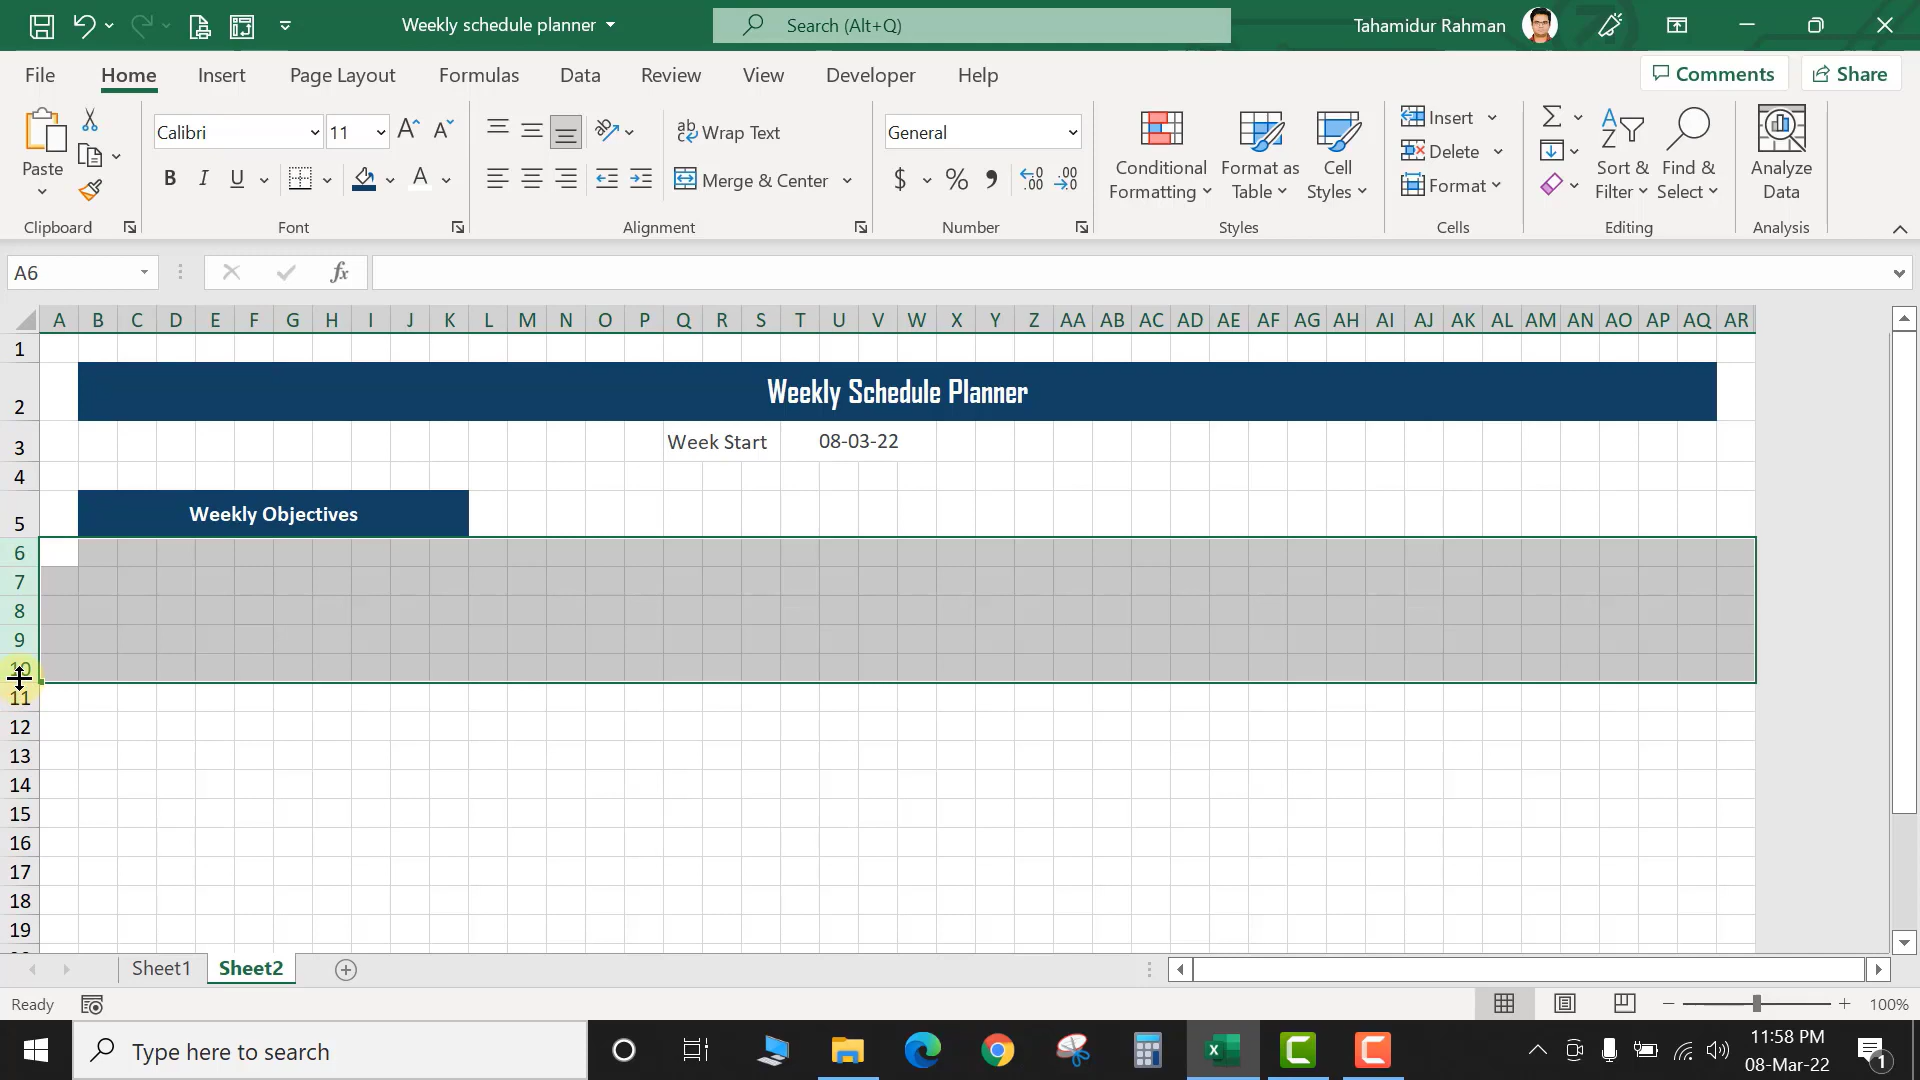 Weekly schedule planner
Search (Alt+Q)
Tahamidur Rahman
File Home Insert Page Layout Formulas Data Review View Developer Help Comments Share
Calibri 11 Wrap Text General
Paste Merge & Center
B I U A $ %
Conditional Formatting
Format as Table
Cell Styles
Insert
Delete
Format
Sort & Filter
Find & Select
Analyze Data
Clipboard Font Alignment Number Styles Cells Editing Analysis
A6 fx
A B C D E F G H I J K L M N O P Q R S T U V W X Y Z AA AB AC AD AE AF AG AH AI AJ AK AL AM AN AO AP AQ AR
1
2 Weekly Schedule Planner
3 Week Start 08-03-22
4
5 Weekly Objectives
6
7
8
9
10
11
12
13
14
15
16
17
18
19
Sheet1 Sheet2
Ready 100%
Type here to search
11:58 PM
08-Mar-22
1